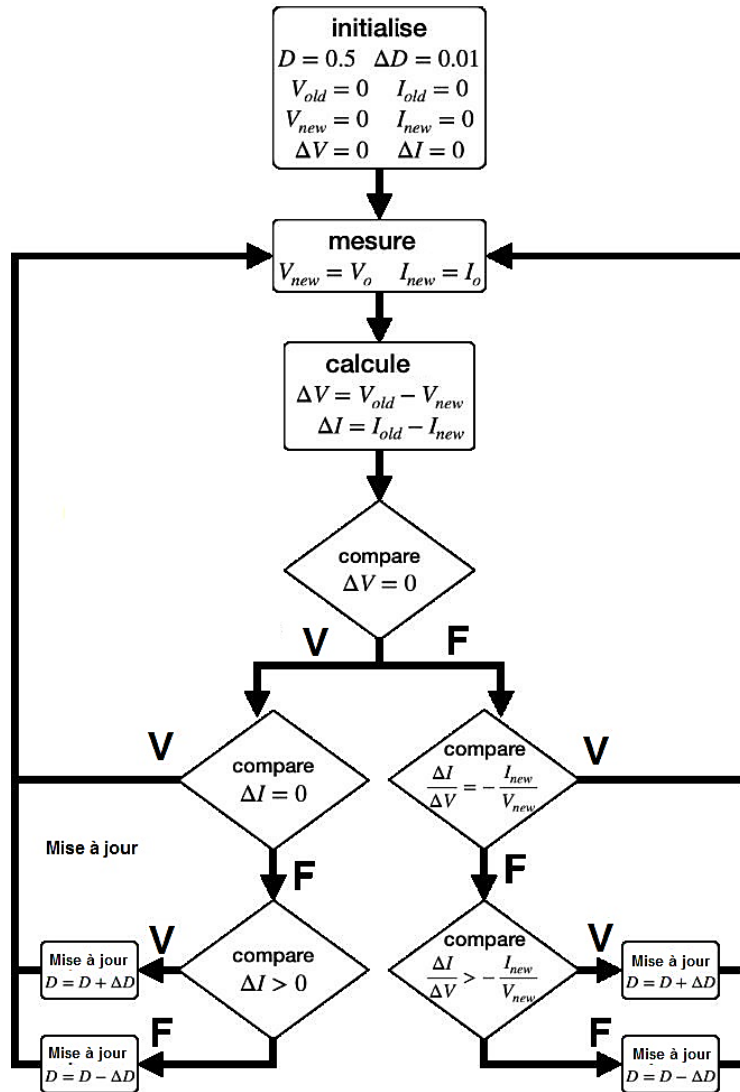 initialise
D = 0.5 ΔD = 0.01
V_old = 0 I_old = 0
V_new = 0 I_new = 0
ΔV = 0 ΔI = 0
mesure
V_new = V_o I_new = I_o
calcule
ΔV = V_old − V_new
ΔI = I_old − I_new
compare
ΔV = 0
V F
V
compare
ΔI = 0
compare
ΔI/ΔV = − I_new/V_new
V
Mise à jour
F
F
Mise à jour
D = D + ΔD
V
compare
ΔI > 0
compare
ΔI/ΔV > − I_new/V_new
V
Mise à jour
D = D + ΔD
F
Mise à jour
D = D − ΔD
F
Mise à jour
D = D − ΔD